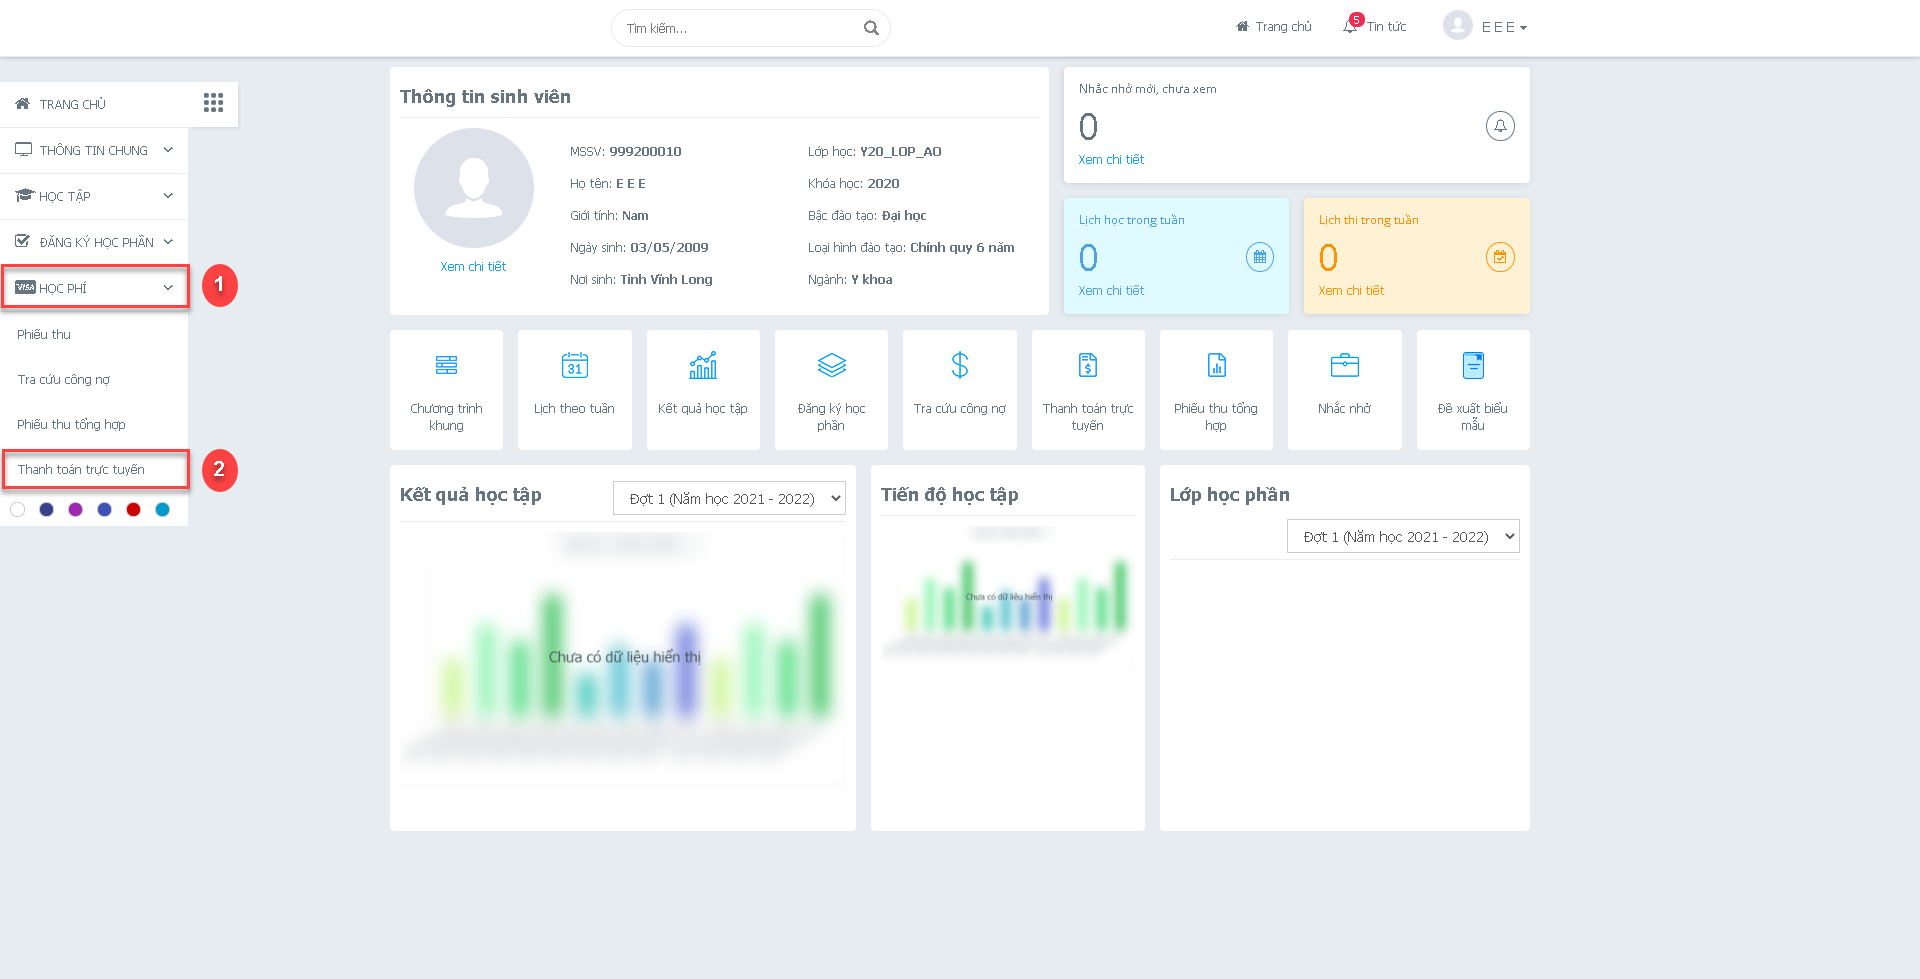 Tìm kiếm...
Trang chủ
5
Tin tức
E E E
TRANG CHỦ
THÔNG TIN CHUNG
HỌC TẬP
ĐĂNG KÝ HỌC PHẦN
VISA HỌC PHÍ
1
Phiếu thu
Tra cứu công nợ
Phiếu thu tổng hợp
Thanh toán trực tuyến
2
Thông tin sinh viên
Xem chi tiết
MSSV: 999200010
Họ tên: E E E
Giới tính: Nam
Ngày sinh: 03/05/2009
Nơi sinh: Tỉnh Vĩnh Long
Lớp học: Y20_LOP_AO
Khóa học: 2020
Bậc đào tạo: Đại học
Loại hình đào tạo: Chính quy 6 năm
Ngành: Y khoa
Nhắc nhở mới, chưa xem
0
Xem chi tiết
Lịch học trong tuần
0
Xem chi tiết
Lịch thi trong tuần
0
Xem chi tiết
Chương trình
khung
31
Lịch theo tuần
Kết quả học tập
Đăng ký học
phần
Tra cứu công nợ
Thanh toán trực
tuyến
Phiếu thu tổng
hợp
Nhắc nhở
Đề xuất biểu
mẫu
Kết quả học tập
Đợt 1 (Năm học 2021 - 2022)
Chưa có dữ liệu hiển thị
Tiến độ học tập
Chưa có dữ liệu hiển thị
Lớp học phần
Đợt 1 (Năm học 2021 - 2022)